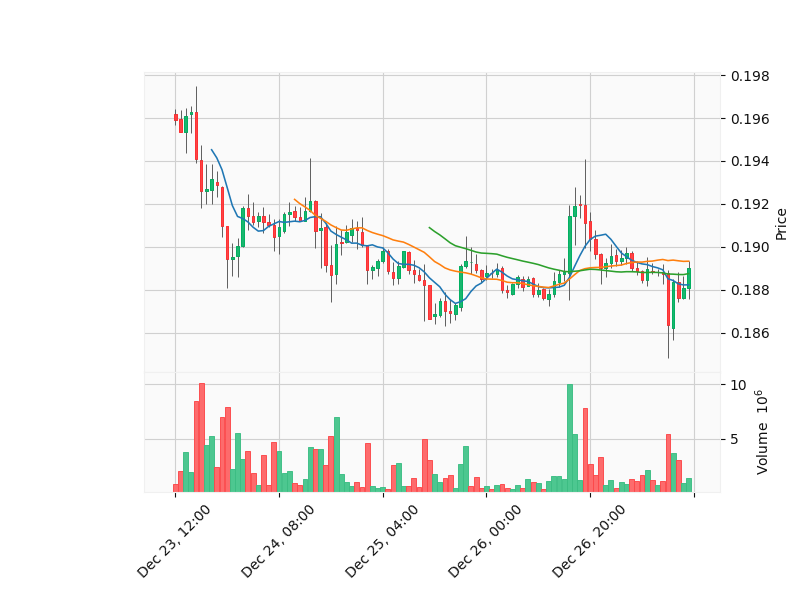 0.198
0.196
0.194
0.192
0.190
0.188
0.186
Price
10
5
Volume 10^6
Dec 23, 12:00
Dec 24, 08:00
Dec 25, 04:00
Dec 26, 00:00
Dec 26, 20:00